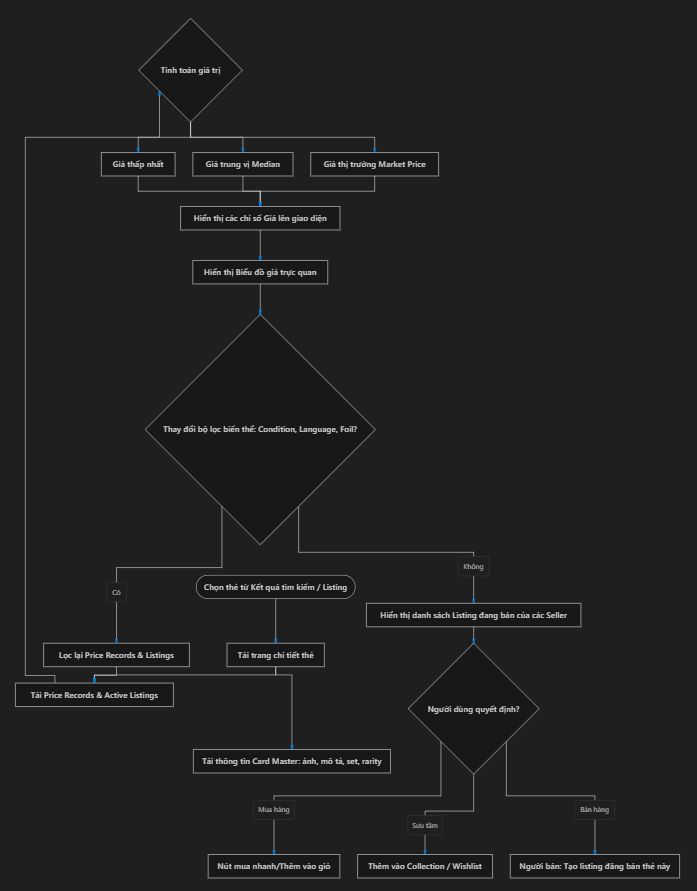 Tính toán giá trị
Giá thấp nhất
Giá trung vị Median
Giá thị trường Market Price
Hiển thị các chỉ số Giá lên giao diện
Hiển thị Biểu đồ giá trực quan
Thay đổi bộ lọc biến thể: Condition, Language, Foil?
Có
Không
Chọn thẻ từ Kết quả tìm kiếm / Listing
Hiển thị danh sách Listing đang bán của các Seller
Lọc lại Price Records & Listings
Tải trang chi tiết thẻ
Tải Price Records & Active Listings
Người dùng quyết định?
Tải thông tin Card Master: ảnh, mô tả, set, rarity
Mua hàng
Sưu tầm
Bán hàng
Nút mua nhanh/Thêm vào giỏ
Thêm vào Collection / Wishlist
Người bán: Tạo listing đăng bán thẻ này